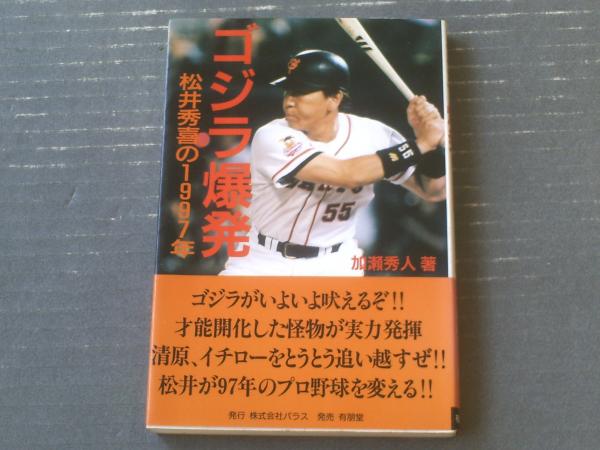 ゴジラ爆発
松井秀喜の1997年
55
55
加瀬秀人 著
ゴジラがいよいよ吠えるぞ!!
才能開化した怪物が実力発揮
清原、イチローをとうとう追い越すぜ!!
松井が97年のプロ野球を変える!!
発行 株式会社パラス 発売 有朋堂